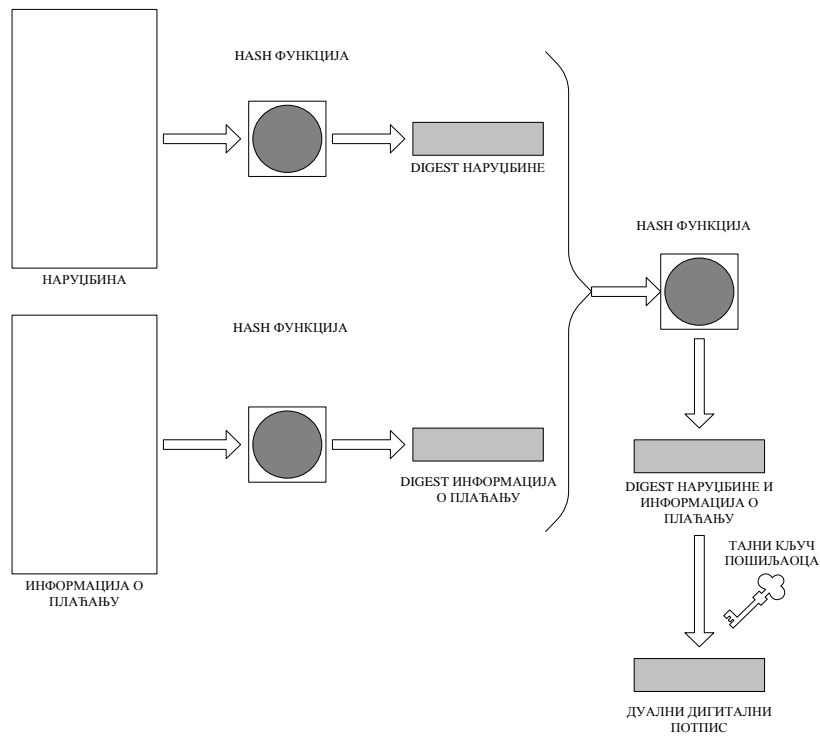 HASH ФУНКЦИЈА
DIGEST НАРУЏБИНЕ
НАРУЏБИНА
HASH ФУНКЦИЈА
HASH ФУНКЦИЈА
DIGEST ИНФОРМАЦИЈА
О ПЛАЋАЊУ
ИНФОРМАЦИЈА О
ПЛАЋАЊУ
DIGEST НАРУЏБИНЕ И
ИНФОРМАЦИЈА О
ПЛАЋАЊУ
ТАЈНИ КЉУЧ
ПОШИЉАОЦА
ДУАЛНИ ДИГИТАЛНИ
ПОТПИС